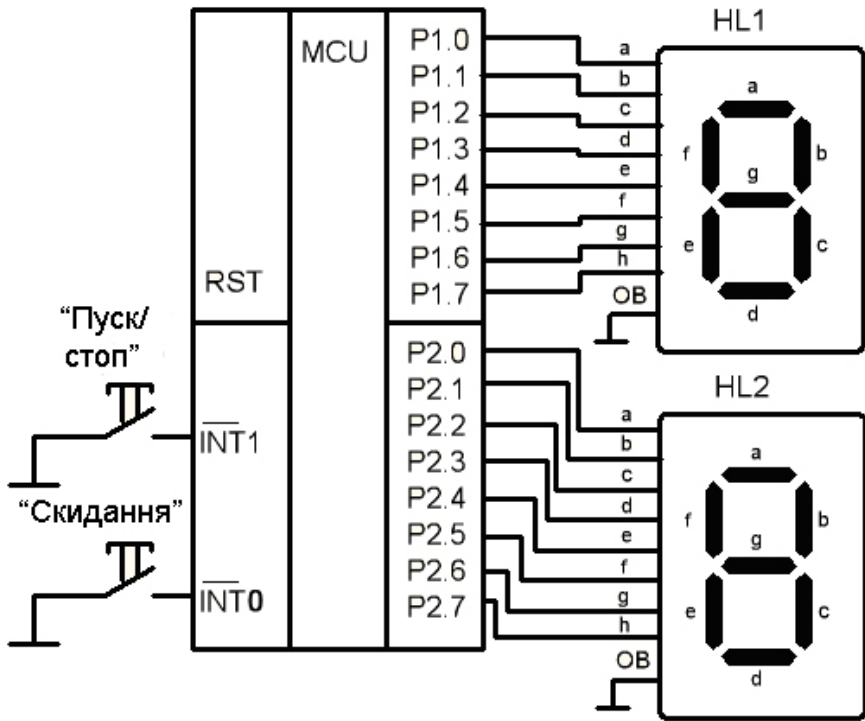 HL1
MCU
P1.0
P1.1
P1.2
P1.3
P1.4
P1.5
P1.6
P1.7
a
b
c
d
e
f
g
h
OB
a
b
c
d
e
f
g
RST
“Пуск/
стоп”
INT1
“Скидання”
INT0
P2.0
P2.1
P2.2
P2.3
P2.4
P2.5
P2.6
P2.7
HL2
a
b
c
d
e
f
g
h
OB
a
b
c
d
e
f
g